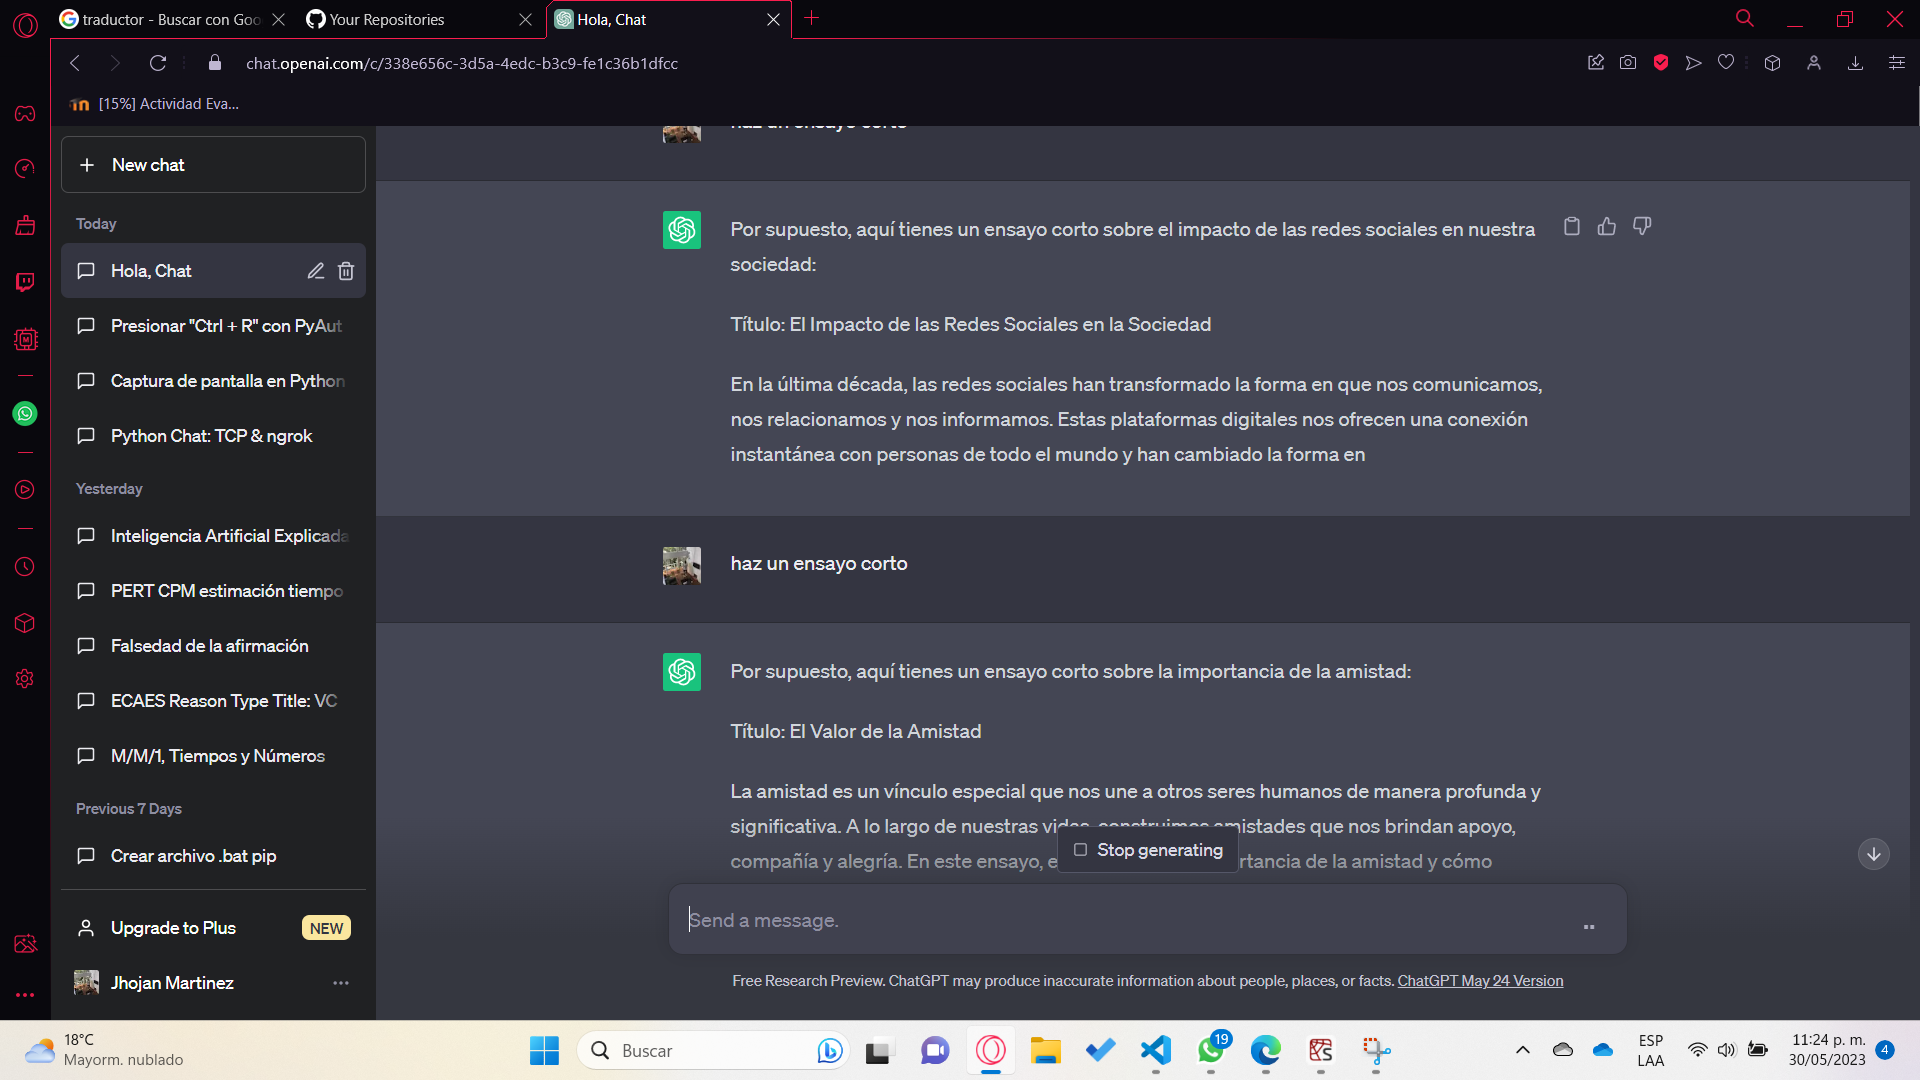 traductor - Buscar con Goo
Your Repositories
Hola, Chat
chat.openai.com/c/338e656c-3d5a-4edc-b3c9-fe1c36b1dfcc
[15%] Actividad Eva...
New chat
Today
Hola, Chat
Presionar "Ctrl + R" con PyAut
Captura de pantalla en Python
Python Chat: TCP & ngrok
Yesterday
Inteligencia Artificial Explicada
PERT CPM estimación tiempo
Falsedad de la afirmación
ECAES Reason Type Title: VC
M/M/1, Tiempos y Números
Previous 7 Days
Crear archivo .bat pip
Upgrade to Plus
NEW
Jhojan Martinez
haz un ensayo corto
Por supuesto, aquí tienes un ensayo corto sobre el impacto de las redes sociales en nuestra
sociedad:
Título: El Impacto de las Redes Sociales en la Sociedad
En la última década, las redes sociales han transformado la forma en que nos comunicamos,
nos relacionamos y nos informamos. Estas plataformas digitales nos ofrecen una conexión
instantánea con personas de todo el mundo y han cambiado la forma en
haz un ensayo corto
Por supuesto, aquí tienes un ensayo corto sobre la importancia de la amistad:
Título: El Valor de la Amistad
La amistad es un vínculo especial que nos une a otros seres humanos de manera profunda y
significativa. A lo largo de nuestras vidas, construimos amistades que nos brindan apoyo,
compañía y alegría. En este ensayo, e rtancia de la amistad y cómo
Stop generating
Send a message.
Free Research Preview. ChatGPT may produce inaccurate information about people, places, or facts. ChatGPT May 24 Version
18°C
Mayorm. nublado
Buscar
19
ESP
LAA
11:24 p. m.
30/05/2023
4